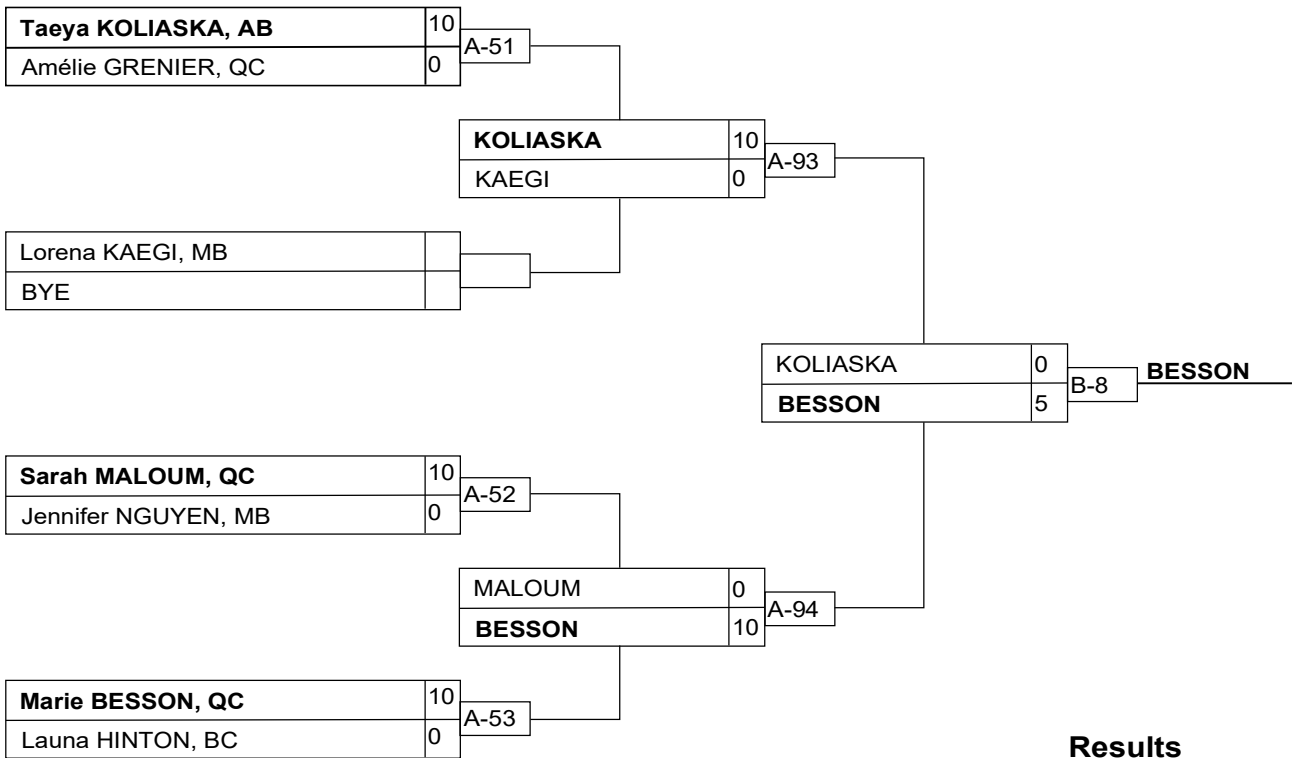 Taeya KOLIASKA, AB 10
A-51
Amélie GRENIER, QC 0
KOLIASKA 10
A-93
KAEGI 0
Lorena KAEGI, MB
BYE
KOLIASKA 0
B-8 BESSON
BESSON 5
Sarah MALOUM, QC 10
A-52
Jennifer NGUYEN, MB 0
MALOUM 0
A-94
BESSON 10
Marie BESSON, QC 10
A-53
Launa HINTON, BC 0
Results